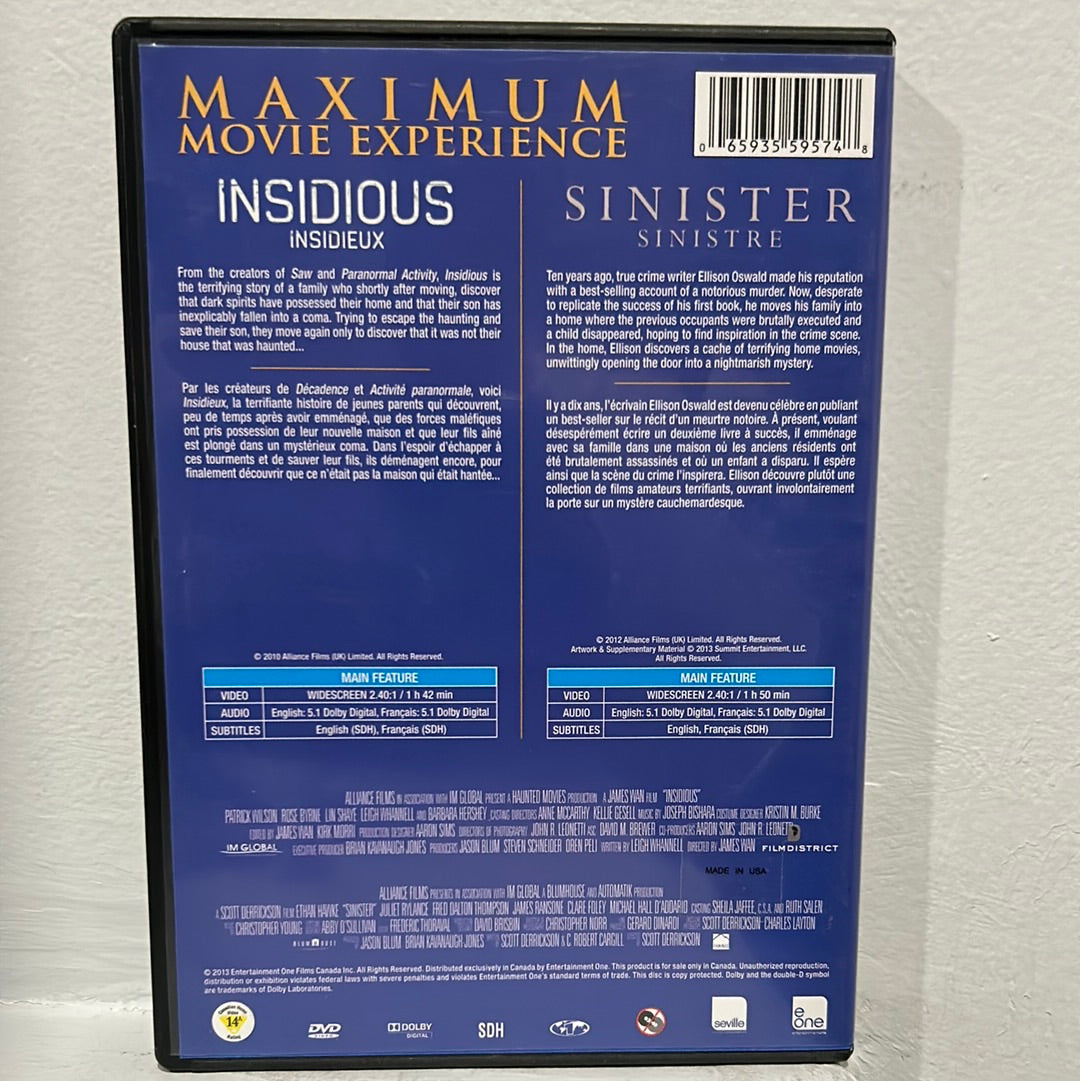 MAXIMUM
MOVIE EXPERIENCE
0 65935 59574 8
INSIDIOUS
INSIDIEUX
From the creators of Saw and Paranormal Activity, Insidious is
the terrifying story of a family who shortly after moving, discover
that dark spirits have possessed their home and that their son has
inexplicably fallen into a coma. Trying to escape the haunting and
save their son, they move again only to discover that it was not their
house that was haunted...
Par les créateurs de Décadence et Activité paranormale, voici
Insidieux, la terrifiante histoire de jeunes parents qui découvrent,
peu de temps après avoir emménagé, que des forces maléfiques
ont pris possession de leur nouvelle maison et que leur fils aîné
est plongé dans un mystérieux coma. Dans l'espoir d'échapper à
ces tourments et de sauver leur fils, ils déménagent encore, pour
finalement découvrir que ce n'était pas la maison qui était hantée...
© 2010 Alliance Films (UK) Limited. All Rights Reserved.
MAIN FEATURE
VIDEO WIDESCREEN 2.40:1 / 1 h 42 min
AUDIO English: 5.1 Dolby Digital, Français: 5.1 Dolby Digital
SUBTITLES English (SDH), Français (SDH)
SINISTER
SINISTRE
Ten years ago, true crime writer Ellison Oswald made his reputation
with a best-selling account of a notorious murder. Now, desperate
to replicate the success of his first book, he moves his family into
a home where the previous occupants were brutally executed and
a child disappeared, hoping to find inspiration in the crime scene.
In the home, Ellison discovers a cache of terrifying home movies,
unwittingly opening the door into a nightmarish mystery.
Il y a dix ans, l'écrivain Ellison Oswald est devenu célèbre en publiant
un best-seller sur le récit d'un meurtre notoire. À présent, voulant
désespérément écrire un deuxième livre à succès, il emménage
avec sa famille dans une maison où les anciens résidents ont
été brutalement assassinés et où un enfant a disparu. Il espère
ainsi que la scène du crime l'inspirera. Ellison découvre plutôt une
collection de films amateurs terrifiants, ouvrant involontairement
la porte sur un mystère cauchemardesque.
© 2012 Alliance Films (UK) Limited. All Rights Reserved.
Artwork & Supplementary Material © 2013 Summit Entertainment, LLC.
All Rights Reserved.
MAIN FEATURE
VIDEO WIDESCREEN 2.40:1 / 1 h 50 min
AUDIO English: 5.1 Dolby Digital, Français: 5.1 Dolby Digital
SUBTITLES English, Français (SDH)
ALLIANCE FILMS IN ASSOCIATION WITH IM GLOBAL PRESENT A HAUNTED MOVIES PRODUCTION A JAMES WAN FILM "INSIDIOUS"
PATRICK WILSON ROSE BYRNE LIN SHAYE LEIGH WHANNELL AND BARBARA HERSHEY CASTING DIRECTORS ANNE MCCARTHY KELLIE GESELL MUSIC BY JOSEPH BISHARA COSTUME DESIGNER KRISTIN M. BURKE
EDITED BY JAMES WAN KIRK MORRI PRODUCTION DESIGNER AARON SIMS DIRECTORS OF PHOTOGRAPHY JOHN R. LEONETTI ASC DAVID M. BREWER CO-PRODUCERS AARON SIMS JOHN R. LEONETTI
IM GLOBAL EXECUTIVE PRODUCER BRIAN KAVANAUGH JONES PRODUCERS JASON BLUM STEVEN SCHNEIDER OREN PELI WRITTEN BY LEIGH WHANNELL DIRECTED BY JAMES WAN FILMDISTRICT
MADE IN USA
ALLIANCE FILMS PRESENTS IN ASSOCIATION WITH IM GLOBAL A BLUMHOUSE AND AUTOMATIK PRODUCTION
A SCOTT DERRICKSON FILM ETHAN HAWKE "SINISTER" JULIET RYLANCE FRED DALTON THOMPSON JAMES RANSONE CLARE FOLEY MICHAEL HALL D'ADDARIO CASTING SHEILA JAFFEE, C.S.A. AND RUTH SALEN
CHRISTOPHER YOUNG ABBY O'SULLIVAN FREDERIC THORAVAL DAVID BRISBIN CHRISTOPHER NORR GERARD DINARDI SCOTT DERRICKSON CHARLES LAYTON
BLUMHOUSE JASON BLUM BRIAN KAVANAUGH JONES SCOTT DERRICKSON & C. ROBERT CARGILL SCOTT DERRICKSON
© 2013 Entertainment One Films Canada Inc. All Rights Reserved. Distributed exclusively in Canada by Entertainment One. This product is for sale only in Canada. Unauthorized reproduction,
distribution or exhibition violates federal laws with severe penalties and violates Entertainment One's standard terms of trade. This disc is copy protected. Dolby and the double-D symbol
are trademarks of Dolby Laboratories.
Canadian Home
Video
14A
Rated
DVD
VIDEO
DOLBY
DIGITAL
SDH
seville
e
one